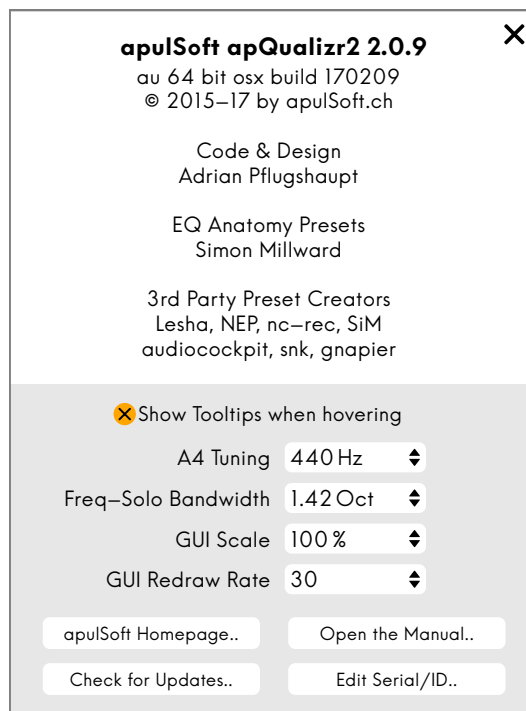 apulSoft apQualizr2 2.0.9
au 64 bit osx build 170209
© 2015–17 by apulSoft.ch
Code & Design
Adrian Pflugshaupt
EQ Anatomy Presets
Simon Millward
3rd Party Preset Creators
Lesha, NEP, nc–rec, SiM
audiocockpit, snk, gnapier
Show Tooltips when hovering
A4 Tuning 440 Hz
Freq–Solo Bandwidth 1.42 Oct
GUI Scale 100 %
GUI Redraw Rate 30
apulSoft Homepage.. Open the Manual..
Check for Updates.. Edit Serial/ID..